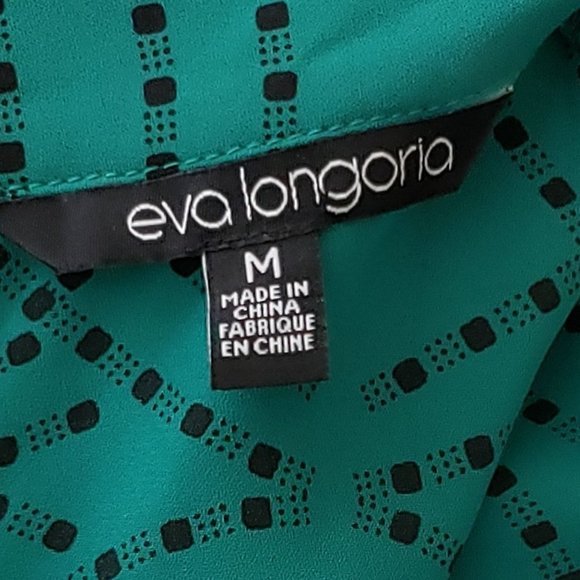 eva longoria
M
MADE IN
CHINA
FABRIQUE
EN CHINE